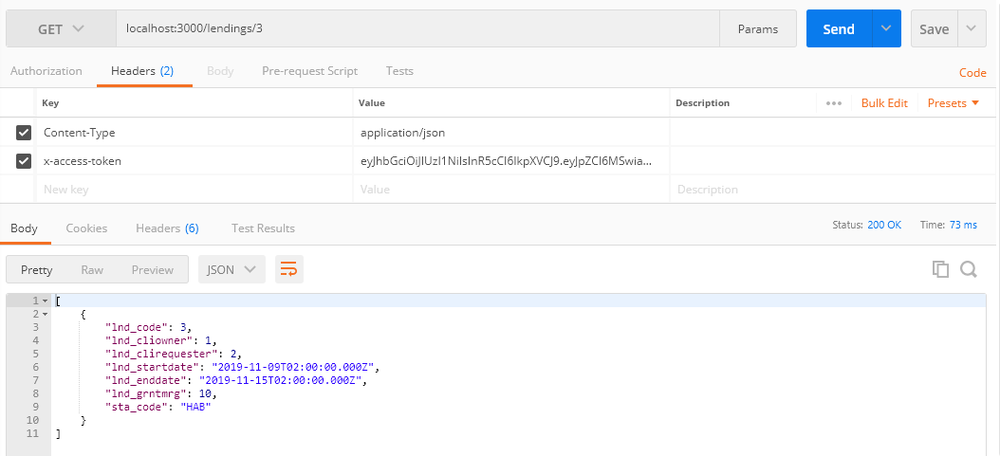 GET localhost:3000/lendings/3 Params Send Save
Authorization Headers (2) Body Pre-request Script Tests Code
Key Value Description ••• Bulk Edit Presets
Content-Type application/json
x-access-token eyJhbGciOiJIUzI1NiIsInR5cCI6IkpXVCJ9.eyJpZCI6MSwia...
New key Value Description
Body Cookies Headers (6) Test Results Status: 200 OK Time: 73 ms
Pretty Raw Preview JSON
1 [
2 {
3 "lnd_code": 3,
4 "lnd_cliowner": 1,
5 "lnd_clirequester": 2,
6 "lnd_startdate": "2019-11-09T02:00:00.000Z",
7 "lnd_enddate": "2019-11-15T02:00:00.000Z",
8 "lnd_grntmrg": 10,
9 "sta_code": "HAB"
10 }
11 ]